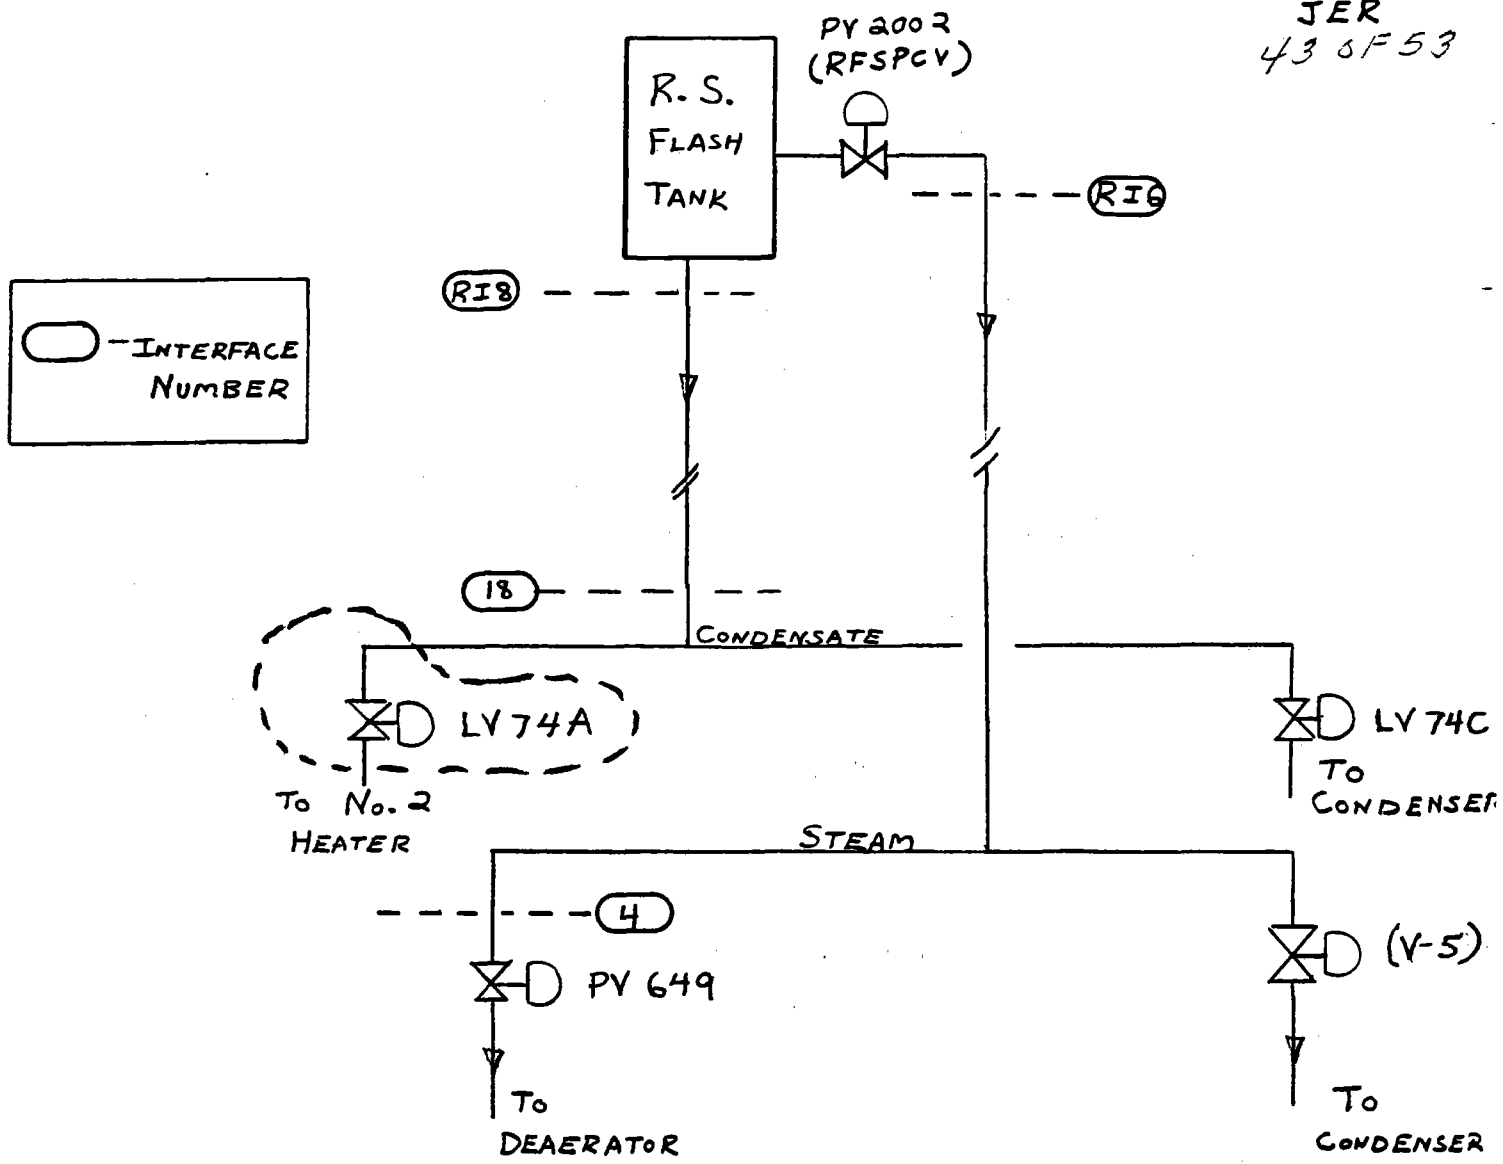 JER
43 OF 53
PV 2002
(RFSPCV)
R. S.
FLASH
TANK
RI6
RI8
- INTERFACE
NUMBER
18
CONDENSATE
LV 74A
LV 74C
TO
CONDENSER
TO No. 2
HEATER
STEAM
4
PV 649
(V-5)
TO
DEAERATOR
TO
CONDENSER